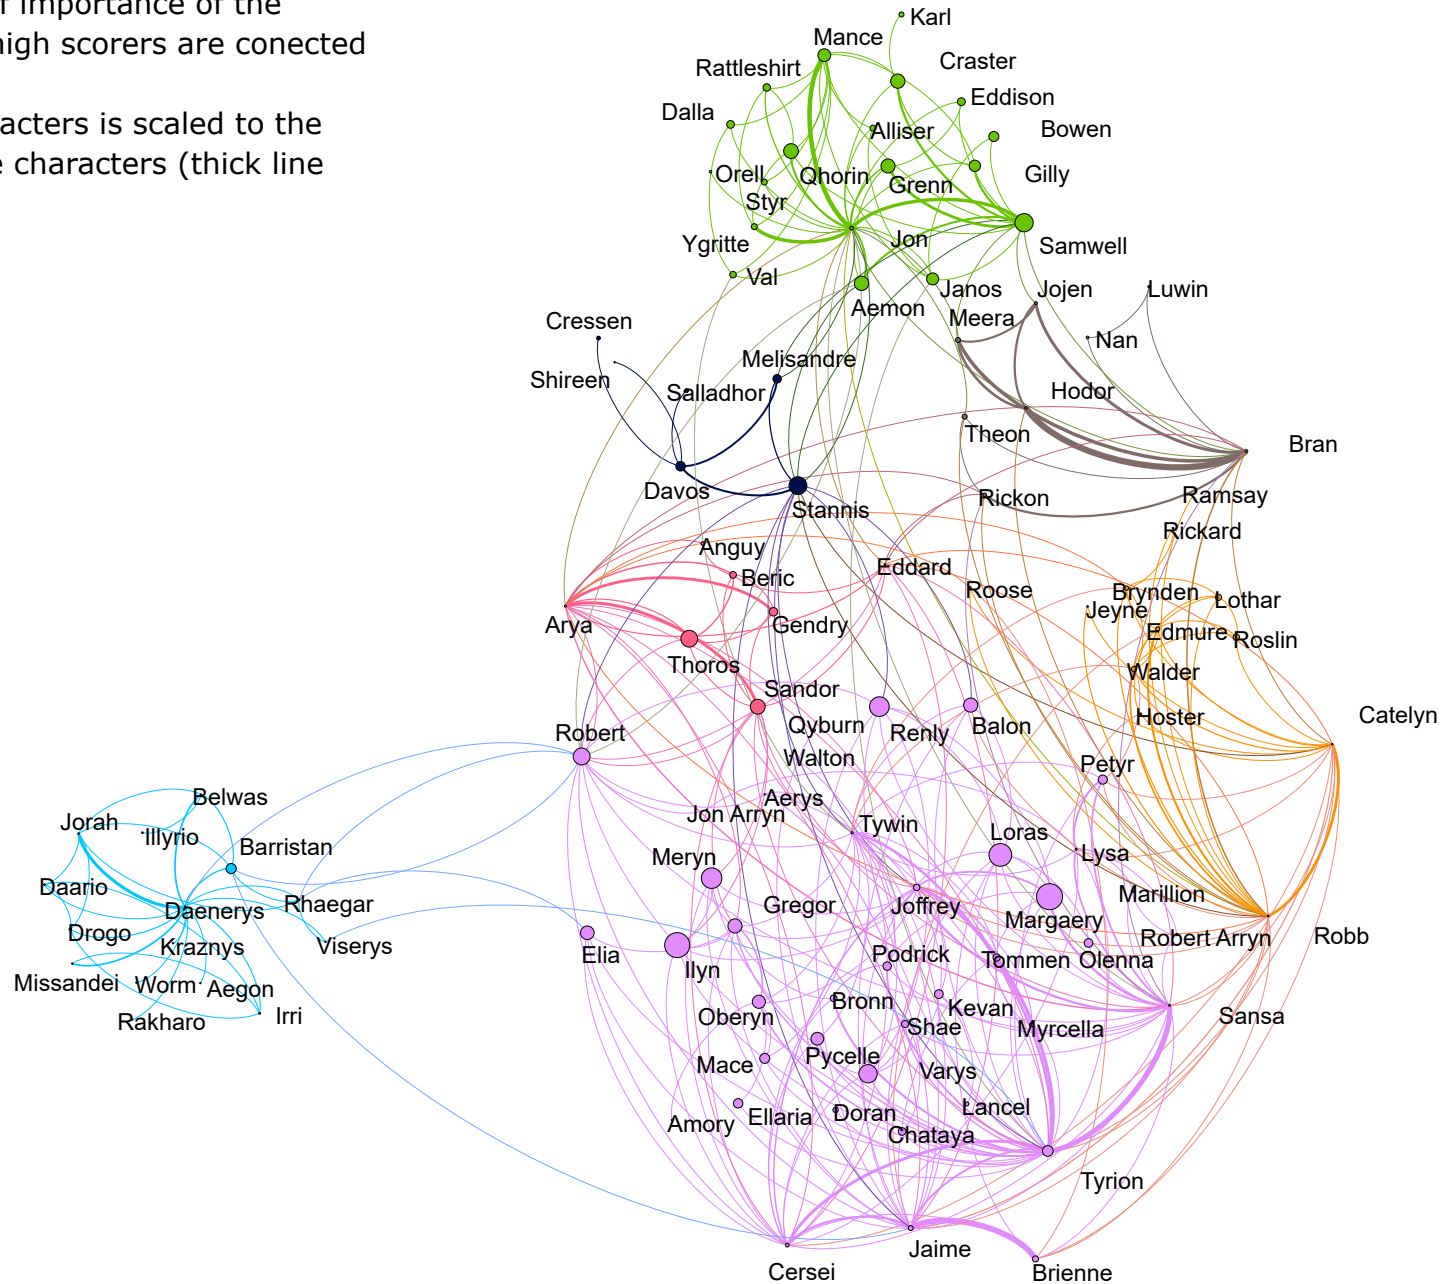 f importance of the
high scorers are conected
acters is scaled to the
e characters (thick line
Karl
Mance
Craster
Rattleshirt
Eddison
Dalla
Alliser
Bowen
Orell
Qhorin
Grenn
Gilly
Styr
Ygritte
Jon
Samwell
Val
Aemon
Janos
Jojen
Luwin
Meera
Cressen
Nan
Melisandre
Shireen
Salladhor
Hodor
Theon
Bran
Davos
Stannis
Rickon
Ramsay
Rickard
Anguy
Eddard
Beric
Roose
Brynden
Lothar
Jeyne
Arya
Gendry
Edmure
Roslin
Thoros
Walder
Sandor
Hoster
Catelyn
Robert
Qyburn
Renly
Balon
Walton
Petyr
Belwas
Aerys
Jorah
Illyrio
Jon Arryn
Tywin
Loras
Barristan
Meryn
Lysa
Daario
Marillion
Daenerys
Rhaegar
Gregor
Joffrey
Margaery
Drogo
Kraznys
Viserys
Elia
Robert Arryn
Robb
Podrick
Tommen
Olenna
Ilyn
Missandei
Worm
Aegon
Rakharo
Irri
Oberyn
Bronn
Kevan
Shae
Myrcella
Sansa
Mace
Pycelle
Varys
Amory
Ellaria
Doran
Lancel
Chataya
Tyrion
Jaime
Cersei
Brienne